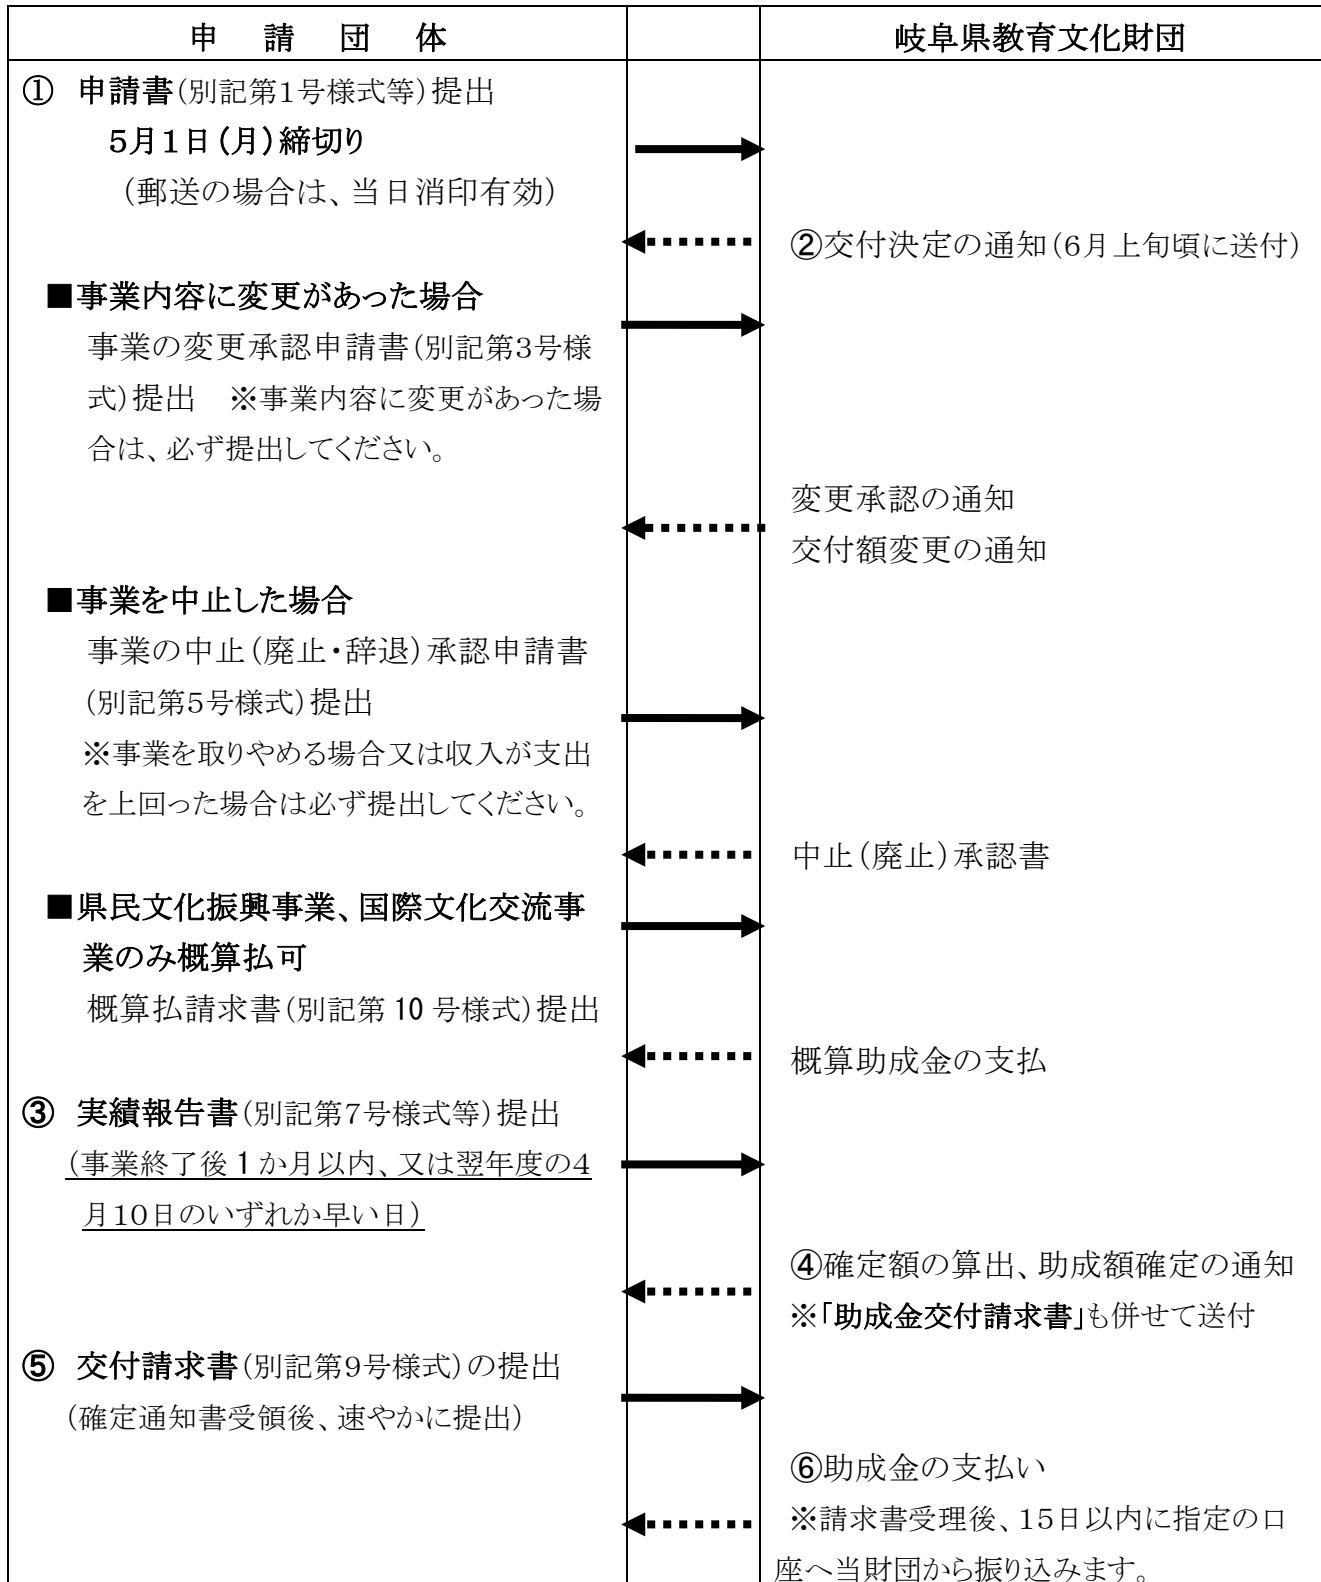 申 請 団 体
岐阜県教育文化財団
① 申請書(別記第1号様式等)提出
5月1日(月)締切り
(郵送の場合は、当日消印有効)
②交付決定の通知(6月上旬頃に送付)
■事業内容に変更があった場合
事業の変更承認申請書(別記第3号様
式)提出 ※事業内容に変更があった場
合は、必ず提出してください。
変更承認の通知
交付額変更の通知
■事業を中止した場合
事業の中止(廃止・辞退)承認申請書
(別記第5号様式)提出
※事業を取りやめる場合又は収入が支出
を上回った場合は必ず提出してください。
中止(廃止)承認書
■県民文化振興事業、国際文化交流事
業のみ概算払可
概算払請求書(別記第 10 号様式)提出
概算助成金の支払
③ 実績報告書(別記第7号様式等)提出
(事業終了後 1 か月以内、又は翌年度の4
月10日のいずれか早い日)
④確定額の算出、助成額確定の通知
※「助成金交付請求書」も併せて送付
⑤ 交付請求書(別記第9号様式)の提出
(確定通知書受領後、速やかに提出)
⑥助成金の支払い
※請求書受理後、15日以内に指定の口
座へ当財団から振り込みます。